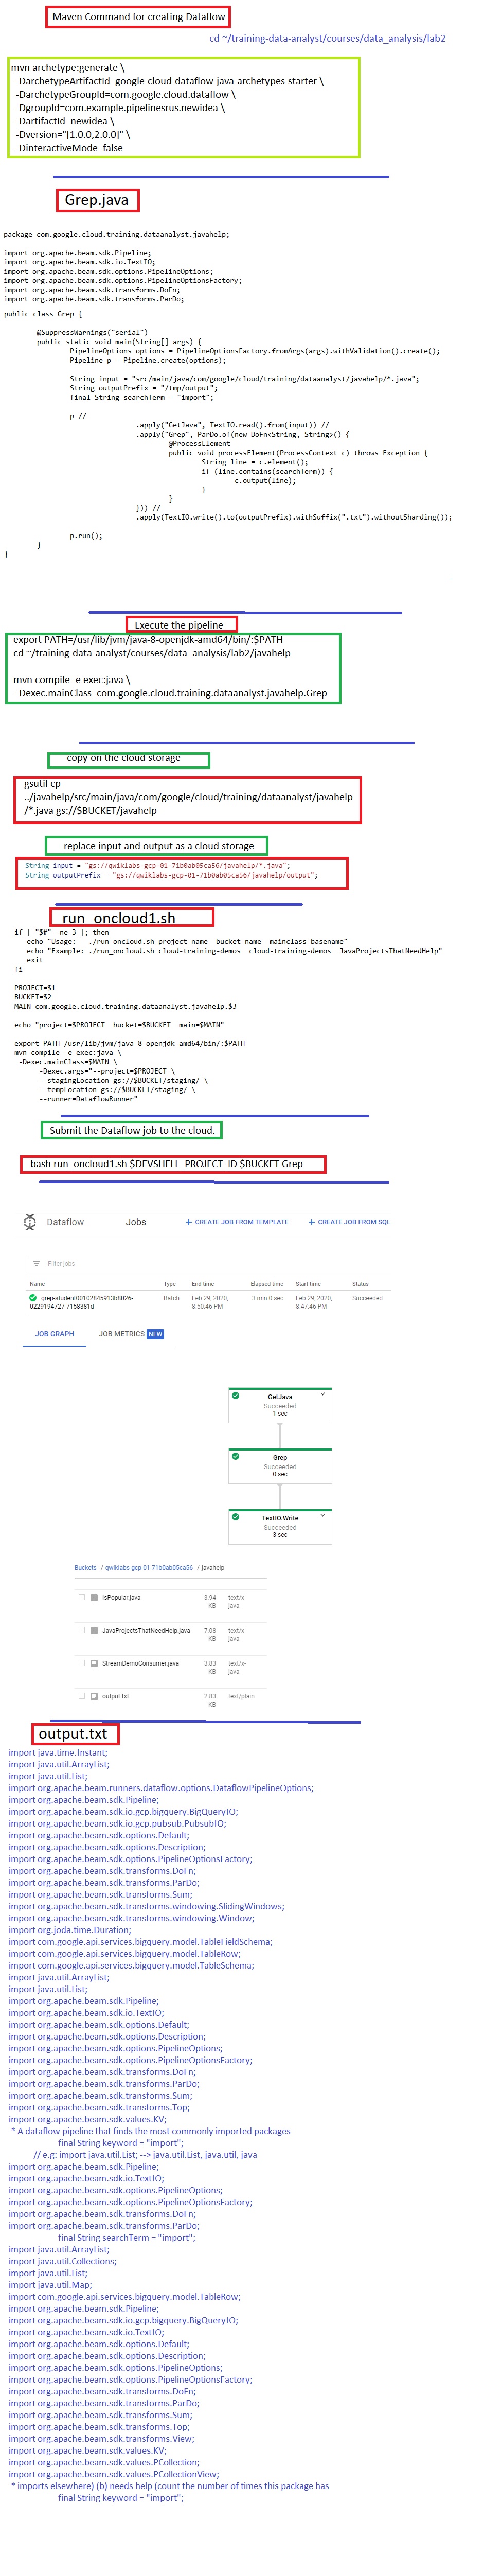 Maven Command for creating Dataflow
cd ~/training-data-analyst/courses/data_analysis/lab2
mvn archetype:generate \
-DarchetypeArtifactId=google-cloud-dataflow-java-archetypes-starter \
-DarchetypeGroupId=com.google.cloud.dataflow \
-DgroupId=com.example.pipelinesrus.newidea \
-DartifactId=newidea \
-Dversion="[1.0.0,2.0.0]" \
-DinteractiveMode=false
Grep.java
package com.google.cloud.training.dataanalyst.javahelp;
import org.apache.beam.sdk.Pipeline;
import org.apache.beam.sdk.io.TextIO;
import org.apache.beam.sdk.options.PipelineOptions;
import org.apache.beam.sdk.options.PipelineOptionsFactory;
import org.apache.beam.sdk.transforms.DoFn;
import org.apache.beam.sdk.transforms.ParDo;
public class Grep {
@SuppressWarnings("serial")
public static void main(String[] args) {
PipelineOptions options = PipelineOptionsFactory.fromArgs(args).withValidation().create();
Pipeline p = Pipeline.create(options);
String input = "src/main/java/com/google/cloud/training/dataanalyst/javahelp/*.java";
String outputPrefix = "/tmp/output";
final String searchTerm = "import";
p //
.apply("GetJava", TextIO.read().from(input)) //
.apply("Grep", ParDo.of(new DoFn<String, String>() {
@ProcessElement
public void processElement(ProcessContext c) throws Exception {
String line = c.element();
if (line.contains(searchTerm)) {
c.output(line);
}
}
})) //
.apply(TextIO.write().to(outputPrefix).withSuffix(".txt").withoutSharding());
p.run();
}
}
Execute the pipeline
export PATH=/usr/lib/jvm/java-8-openjdk-amd64/bin/:$PATH
cd ~/training-data-analyst/courses/data_analysis/lab2/javahelp
mvn compile -e exec:java \
-Dexec.mainClass=com.google.cloud.training.dataanalyst.javahelp.Grep
copy on the cloud storage
gsutil cp
../javahelp/src/main/java/com/google/cloud/training/dataanalyst/javahelp
/*.java gs://$BUCKET/javahelp
replace input and output as a cloud storage
String input = "gs://qwiklabs-gcp-01-71b0ab05ca56/javahelp/*.java";
String outputPrefix = "gs://qwiklabs-gcp-01-71b0ab05ca56/javahelp/output";
run_oncloud1.sh
if [ "$#" -ne 3 ]; then
echo "Usage: ./run_oncloud.sh project-name bucket-name mainclass-basename"
echo "Example: ./run_oncloud.sh cloud-training-demos cloud-training-demos JavaProjectsThatNeedHelp"
exit
fi
PROJECT=$1
BUCKET=$2
MAIN=com.google.cloud.training.dataanalyst.javahelp.$3
echo "project=$PROJECT bucket=$BUCKET main=$MAIN"
export PATH=/usr/lib/jvm/java-8-openjdk-amd64/bin/:$PATH
mvn compile -e exec:java \
-Dexec.mainClass=$MAIN \
-Dexec.args="--project=$PROJECT \
--stagingLocation=gs://$BUCKET/staging/ \
--tempLocation=gs://$BUCKET/staging/ \
--runner=DataflowRunner"
Submit the Dataflow job to the cloud.
bash run_oncloud1.sh $DEVSHELL_PROJECT_ID $BUCKET Grep
Dataflow Jobs + CREATE JOB FROM TEMPLATE + CREATE JOB FROM SQL
Filter jobs
Name Type End time Elapsed time Start time Status
grep-student00102845913b8026-0229194727-7158381d Batch Feb 29, 2020, 8:50:46 PM 3 min 0 sec Feb 29, 2020, 8:47:46 PM Succeeded
JOB GRAPH JOB METRICS NEW
GetJava
Succeeded
1 sec
Grep
Succeeded
0 sec
TextIO.Write
Succeeded
3 sec
Buckets / qwiklabs-gcp-01-71b0ab05ca56 / javahelp
IsPopular.java 3.94 KB text/x-java
JavaProjectsThatNeedHelp.java 7.08 KB text/x-java
StreamDemoConsumer.java 3.83 KB text/x-java
output.txt 2.83 KB text/plain
output.txt
import java.time.Instant;
import java.util.ArrayList;
import java.util.List;
import org.apache.beam.runners.dataflow.options.DataflowPipelineOptions;
import org.apache.beam.sdk.Pipeline;
import org.apache.beam.sdk.io.gcp.bigquery.BigQueryIO;
import org.apache.beam.sdk.io.gcp.pubsub.PubsubIO;
import org.apache.beam.sdk.options.Default;
import org.apache.beam.sdk.options.Description;
import org.apache.beam.sdk.options.PipelineOptionsFactory;
import org.apache.beam.sdk.transforms.DoFn;
import org.apache.beam.sdk.transforms.ParDo;
import org.apache.beam.sdk.transforms.Sum;
import org.apache.beam.sdk.transforms.windowing.SlidingWindows;
import org.apache.beam.sdk.transforms.windowing.Window;
import org.joda.time.Duration;
import com.google.api.services.bigquery.model.TableFieldSchema;
import com.google.api.services.bigquery.model.TableRow;
import com.google.api.services.bigquery.model.TableSchema;
import java.util.ArrayList;
import java.util.List;
import org.apache.beam.sdk.Pipeline;
import org.apache.beam.sdk.io.TextIO;
import org.apache.beam.sdk.options.Default;
import org.apache.beam.sdk.options.Description;
import org.apache.beam.sdk.options.PipelineOptions;
import org.apache.beam.sdk.options.PipelineOptionsFactory;
import org.apache.beam.sdk.transforms.DoFn;
import org.apache.beam.sdk.transforms.ParDo;
import org.apache.beam.sdk.transforms.Sum;
import org.apache.beam.sdk.transforms.Top;
import org.apache.beam.sdk.values.KV;
* A dataflow pipeline that finds the most commonly imported packages
final String keyword = "import";
// e.g: import java.util.List; --> java.util.List, java.util, java
import org.apache.beam.sdk.Pipeline;
import org.apache.beam.sdk.io.TextIO;
import org.apache.beam.sdk.options.PipelineOptions;
import org.apache.beam.sdk.options.PipelineOptionsFactory;
import org.apache.beam.sdk.transforms.DoFn;
import org.apache.beam.sdk.transforms.ParDo;
final String searchTerm = "import";
import java.util.ArrayList;
import java.util.Collections;
import java.util.List;
import java.util.Map;
import com.google.api.services.bigquery.model.TableRow;
import org.apache.beam.sdk.Pipeline;
import org.apache.beam.sdk.io.gcp.bigquery.BigQueryIO;
import org.apache.beam.sdk.io.TextIO;
import org.apache.beam.sdk.options.Default;
import org.apache.beam.sdk.options.Description;
import org.apache.beam.sdk.options.PipelineOptions;
import org.apache.beam.sdk.options.PipelineOptionsFactory;
import org.apache.beam.sdk.transforms.DoFn;
import org.apache.beam.sdk.transforms.ParDo;
import org.apache.beam.sdk.transforms.Sum;
import org.apache.beam.sdk.transforms.Top;
import org.apache.beam.sdk.transforms.View;
import org.apache.beam.sdk.values.KV;
import org.apache.beam.sdk.values.PCollection;
import org.apache.beam.sdk.values.PCollectionView;
* imports elsewhere) (b) needs help (count the number of times this package has
final String keyword = "import";